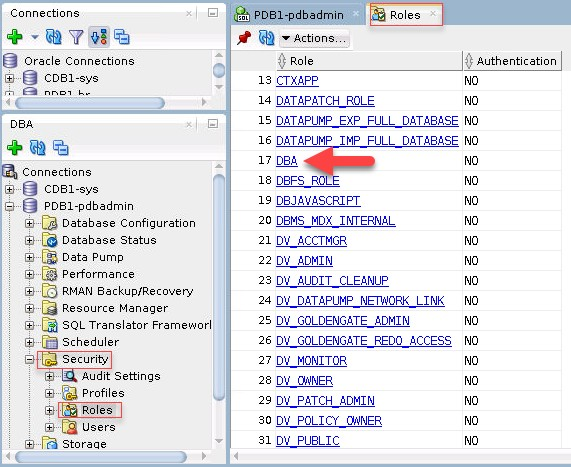 Connections
Oracle Connections
CDB1-sys
DBA
Connections
CDB1-sys
PDB1-pdbadmin
Database Configuration
Database Status
Data Pump
Performance
RMAN Backup/Recovery
Resource Manager
SQL Translator Framework
Scheduler
Security
Audit Settings
Profiles
Roles
Users
Storage
SQL PDB1-pdbadmin Roles
Actions...
Role Authentication
13 CTXAPP NO
14 DATAPATCH_ROLE NO
15 DATAPUMP_EXP_FULL_DATABASE NO
16 DATAPUMP_IMP_FULL_DATABASE NO
17 DBA NO
18 DBFS_ROLE NO
19 DBJAVASCRIPT NO
20 DBMS_MDX_INTERNAL NO
21 DV_ACCTMGR NO
22 DV_ADMIN NO
23 DV_AUDIT_CLEANUP NO
24 DV_DATAPUMP_NETWORK_LINK NO
25 DV_GOLDENGATE_ADMIN NO
26 DV_GOLDENGATE_REDO_ACCESS NO
27 DV_MONITOR NO
28 DV_OWNER NO
29 DV_PATCH_ADMIN NO
30 DV_POLICY_OWNER NO
31 DV_PUBLIC NO